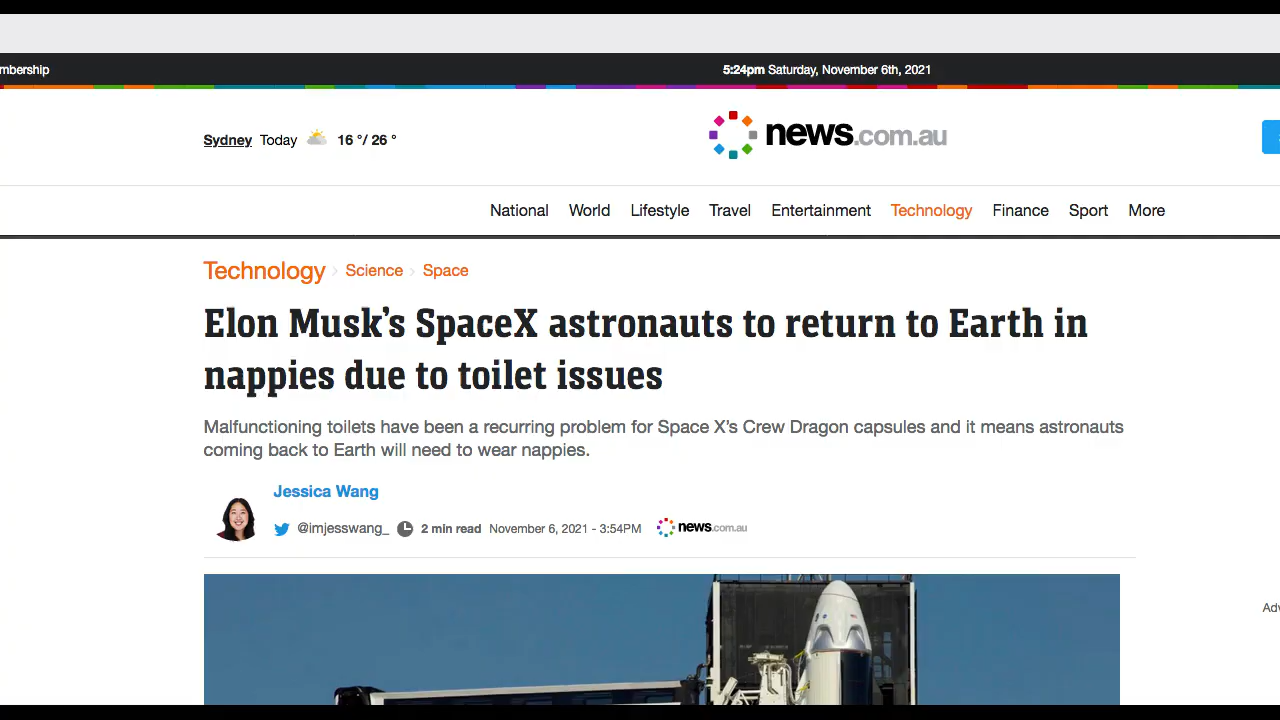 mbership
5:24pm Saturday, November 6th, 2021
Sydney Today 16 °/ 26 °
news.com.au
National World Lifestyle Travel Entertainment Technology Finance Sport More
Technology › Science › Space
Elon Musk's SpaceX astronauts to return to Earth in
nappies due to toilet issues
Malfunctioning toilets have been a recurring problem for Space X's Crew Dragon capsules and it means astronauts
coming back to Earth will need to wear nappies.
Jessica Wang
@imjesswang_ 2 min read November 6, 2021 - 3:54PM news.com.au
Adv